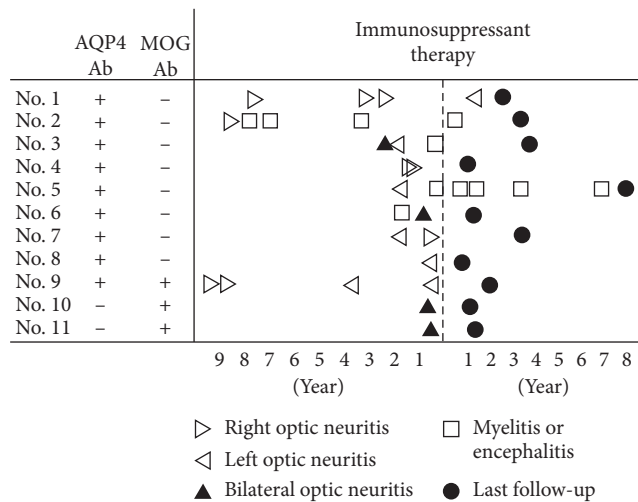 AQP4 Ab MOG Ab Immunosuppressant therapy
No. 1 + –
No. 2 + –
No. 3 + –
No. 4 + –
No. 5 + –
No. 6 + –
No. 7 + –
No. 8 + –
No. 9 + +
No. 10 – +
No. 11 – +
9 8 7 6 5 4 3 2 1 1 2 3 4 5 6 7 8
(Year) (Year)
Right optic neuritis
Left optic neuritis
Bilateral optic neuritis
Myelitis or
encephalitis
Last follow-up